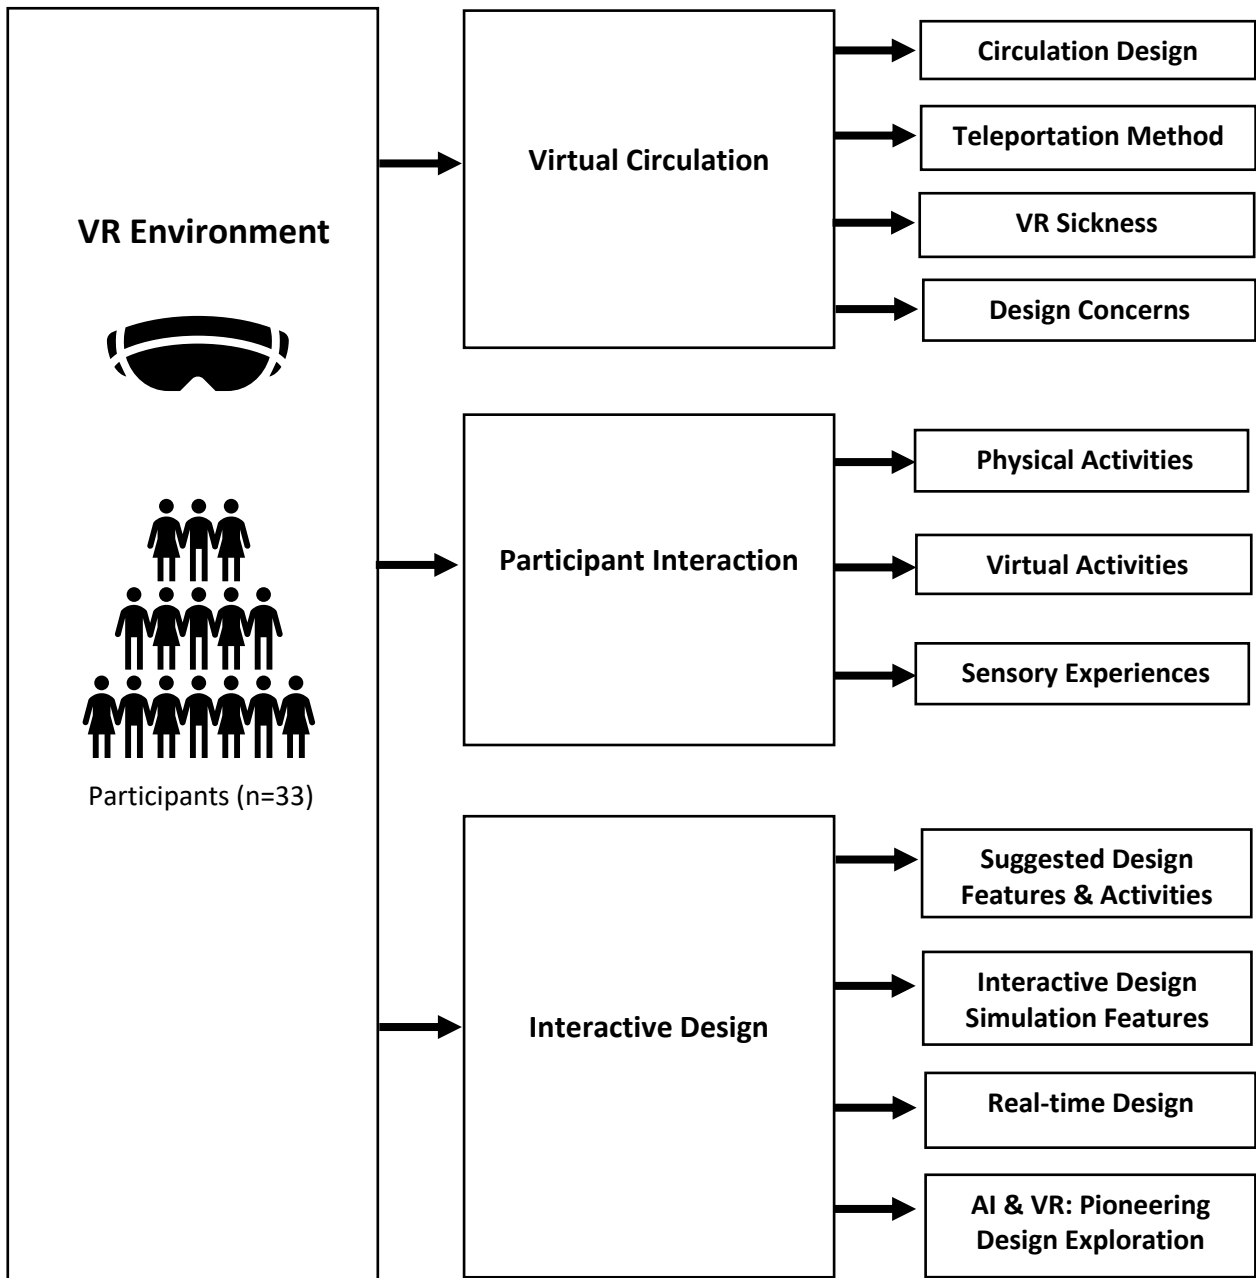 VR Environment
Participants (n=33)
Virtual Circulation
Circulation Design
Teleportation Method
VR Sickness
Design Concerns
Participant Interaction
Physical Activities
Virtual Activities
Sensory Experiences
Interactive Design
Suggested Design
Features & Activities
Interactive Design
Simulation Features
Real-time Design
AI & VR: Pioneering
Design Exploration